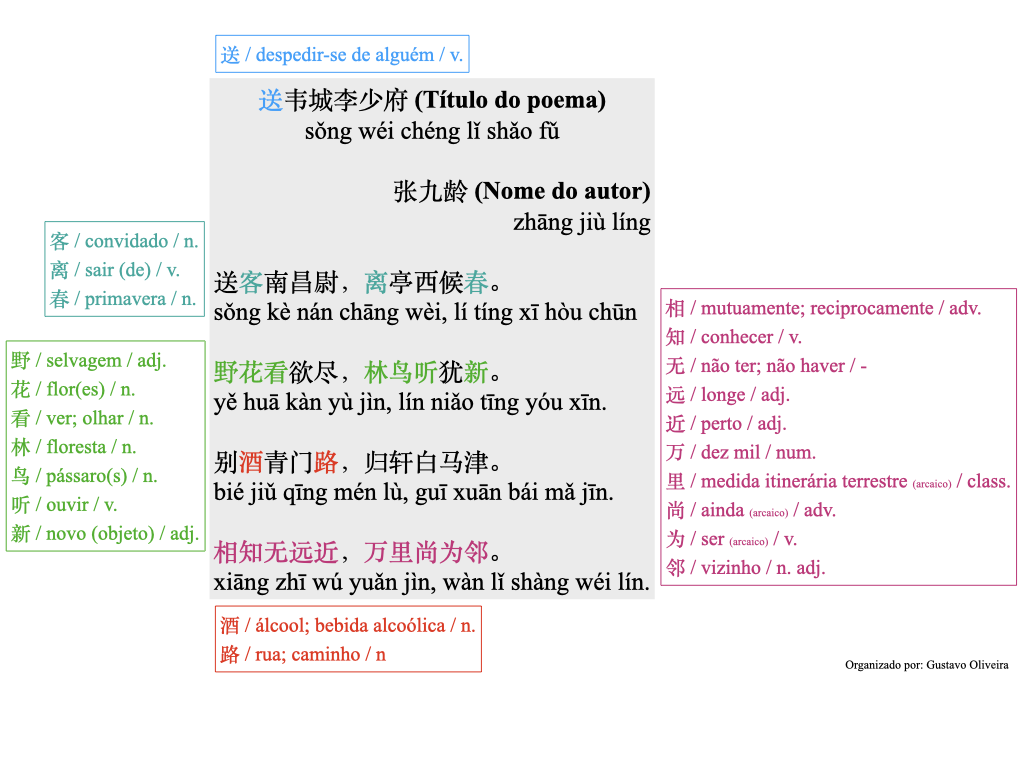 送 / despedir-se de alguém / v.
送韦城李少府 (Título do poema)
sǒng wéi chéng lǐ shǎo fǔ
张九龄 (Nome do autor)
zhāng jiù líng
客 / convidado / n.
离 / sair (de) / v.
春 / primavera / n.
送客南昌尉，离亭西候春。
sǒng kè nán chāng wèi, lí tíng xī hòu chūn
野 / selvagem / adj.
花 / flor(es) / n.
看 / ver; olhar / n.
林 / floresta / n.
鸟 / pássaro(s) / n.
听 / ouvir / v.
新 / novo (objeto) / adj.
野花看欲尽，林鸟听犹新。
yě huā kàn yù jìn, lín niǎo tīng yóu xīn.
别酒青门路，归轩白马津。
bié jiǔ qīng mén lù, guī xuān bái mǎ jīn.
相知无远近，万里尚为邻。
xiāng zhī wú yuǎn jìn, wàn lǐ shàng wéi lín.
相 / mutuamente; reciprocamente / adv.
知 / conhecer / v.
无 / não ter; não haver / -
远 / longe / adj.
近 / perto / adj.
万 / dez mil / num.
里 / medida itinerária terrestre (arcaico) / class.
尚 / ainda (arcaico) / adv.
为 / ser (arcaico) / v.
邻 / vizinho / n. adj.
酒 / álcool; bebida alcoólica / n.
路 / rua; caminho / n
Organizado por: Gustavo Oliveira